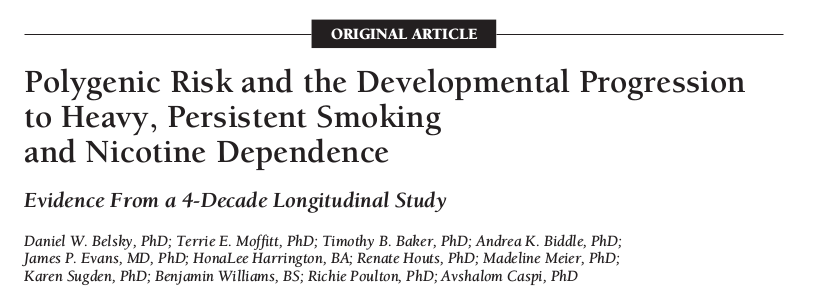 ORIGINAL ARTICLE
Polygenic Risk and the Developmental Progression
to Heavy, Persistent Smoking
and Nicotine Dependence
Evidence From a 4-Decade Longitudinal Study
Daniel W. Belsky, PhD; Terrie E. Moffitt, PhD; Timothy B. Baker, PhD; Andrea K. Biddle, PhD;
James P. Evans, MD, PhD; HonaLee Harrington, BA; Renate Houts, PhD; Madeline Meier, PhD;
Karen Sugden, PhD; Benjamin Williams, BS; Richie Poulton, PhD; Avshalom Caspi, PhD